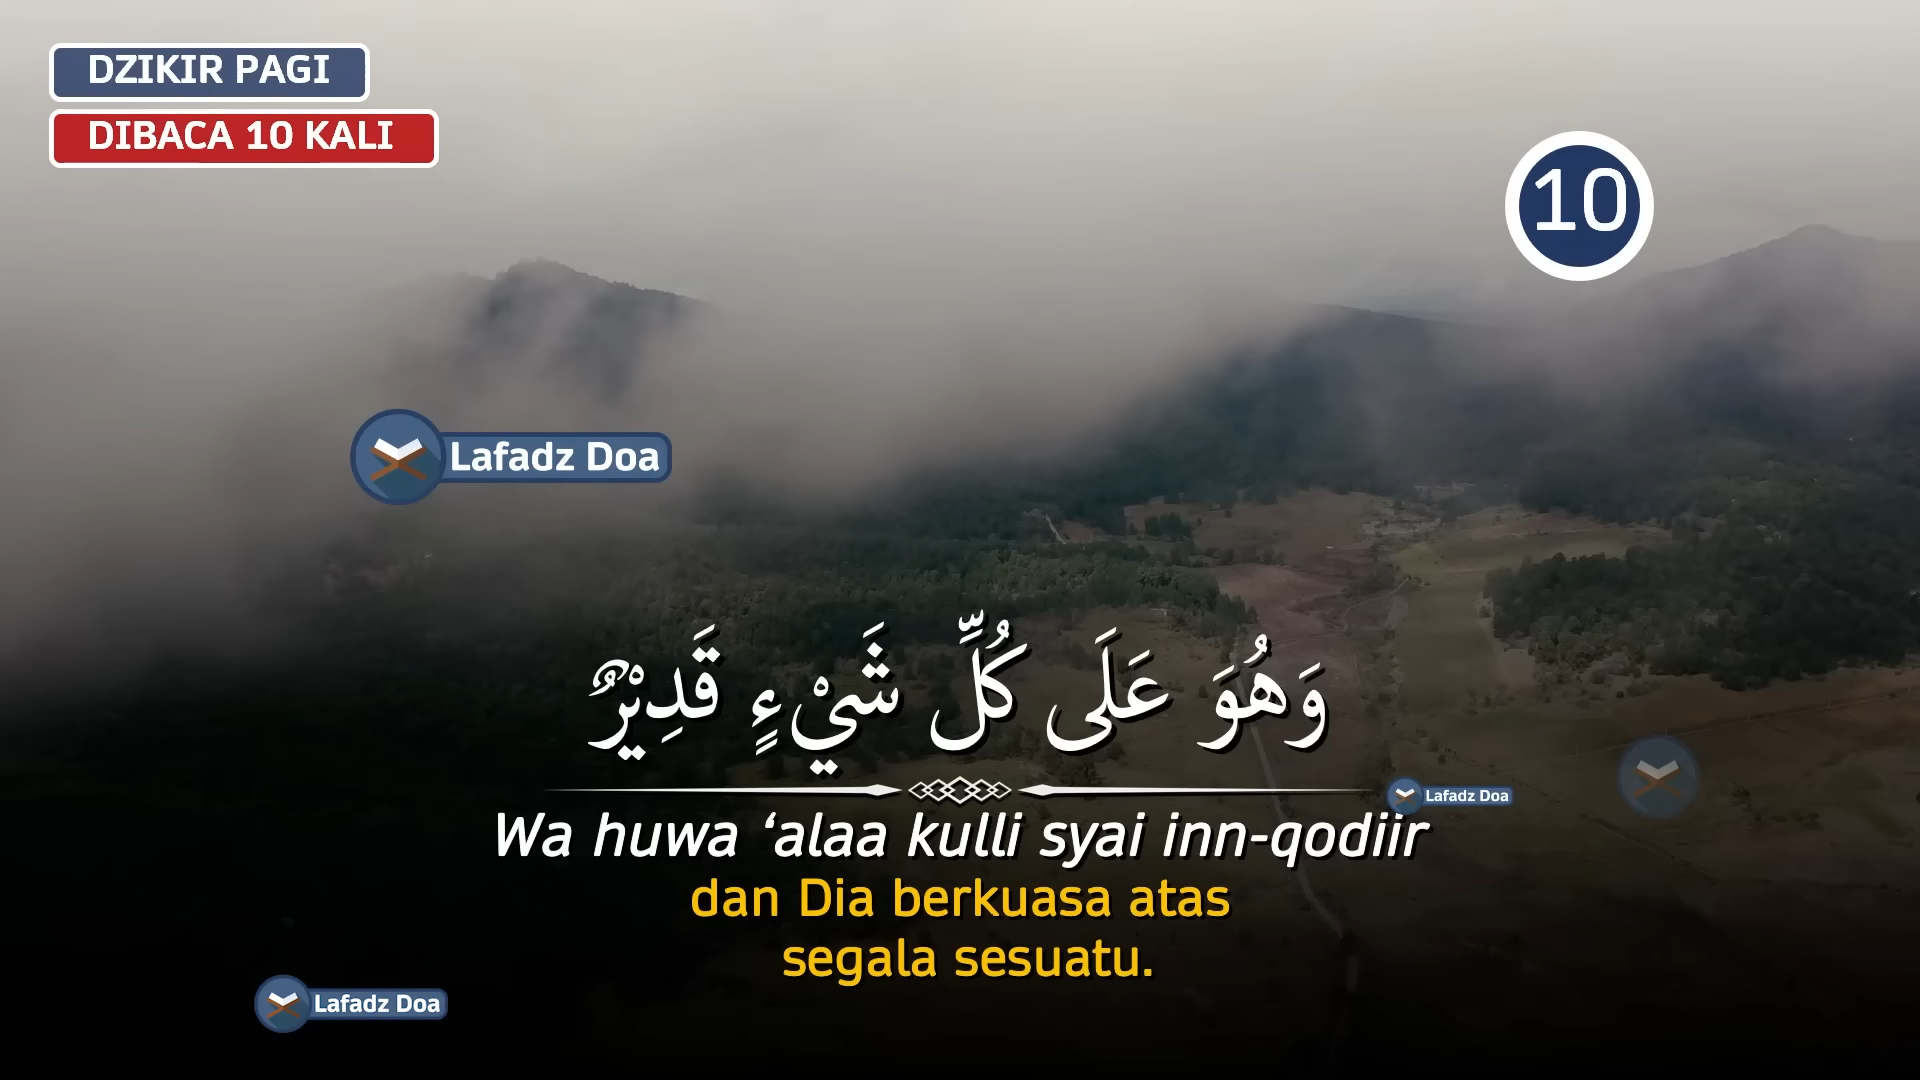 DZIKIR PAGI
DIBACA 10 KALI
10
Lafadz Doa
وَهُوَ عَلَى كُلِّ شَيْءٍ قَدِيْرٌ
Lafadz Doa
Wa huwa ‘alaa kulli syai inn-qodiir
dan Dia berkuasa atas
segala sesuatu.
Lafadz Doa